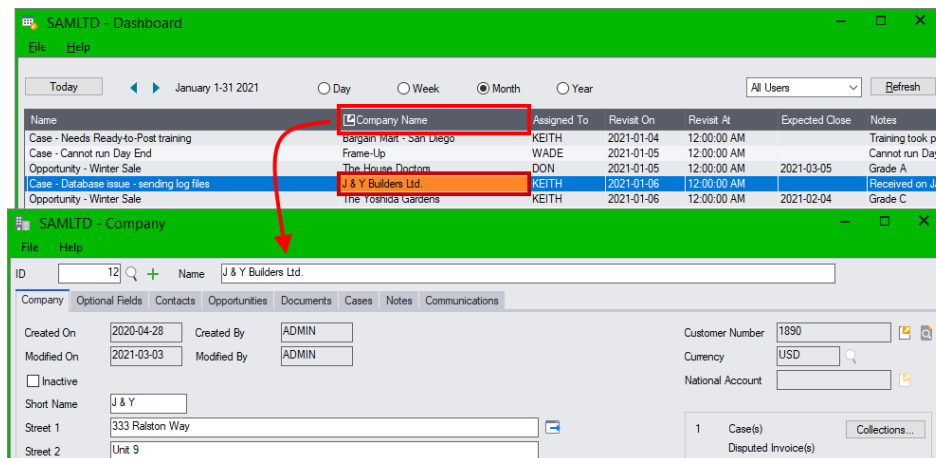 SAMLTD - Dashboard
File Help
Today January 1-31 2021 Day Week Month Year All Users Refresh
Name Company Name Assigned To Revisit On Revisit At Expected Close Notes
Case - Needs Ready-to-Post training Bargain Mart - San Diego KEITH 2021-01-04 12:00:00 AM Training took p
Case - Cannot run Day End Frame-Up WADE 2021-01-05 12:00:00 AM Cannot run Day
Opportunity - Winter Sale The House Doctors DON 2021-01-05 12:00:00 AM 2021-03-05 Grade A
Case - Database issue - sending log files J & Y Builders Ltd. KEITH 2021-01-06 12:00:00 AM Received on Ja
Opportunity - Winter Sale The Yoshida Gardens KEITH 2021-01-06 12:00:00 AM 2021-02-04 Grade C
SAMLTD - Company
File Help
ID 12 Name J & Y Builders Ltd.
Company Optional Fields Contacts Opportunities Documents Cases Notes Communications
Created On 2020-04-28 Created By ADMIN Customer Number 1890
Modified On 2021-03-03 Modified By ADMIN Currency USD
Inactive National Account
Short Name J & Y
Street 1 333 Ralston Way 1 Case(s) Collections...
Street 2 Unit 9 Disputed Invoice(s)